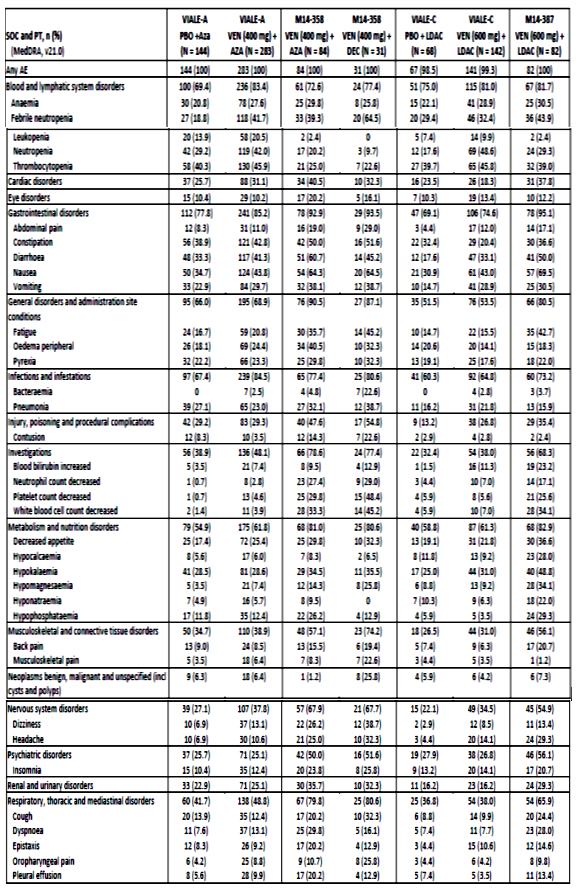 VIALE-A VIALE-A M14-358 M14-358 VIALE-C VIALE-C M14-387
SOC and PT, n (%) PBO +Aza VEN (400 mg) + VEN (400 mg) + VEN (400 mg) + PBO + LDAC VEN (600 mg) + VEN (600 mg) +
(MedDRA, v21.0) (N = 144) AZA (N = 283) AZA (N = 84) DEC (N = 31) (N = 68) LDAC (N = 142) LDAC (N = 82)
Any AE 144 (100) 283 (100) 84 (100) 31 (100) 67 (98.5) 141 (99.3) 82 (100)
Blood and lymphatic system disorders 100 (69.4) 236 (83.4) 61 (72.6) 24 (77.4) 51 (75.0) 115 (81.0) 67 (81.7)
Anaemia 30 (20.8) 78 (27.6) 25 (29.8) 8 (25.8) 15 (22.1) 41 (28.9) 25 (30.5)
Febrile neutropenia 27 (18.8) 118 (41.7) 33 (39.3) 20 (64.5) 20 (29.4) 46 (32.4) 36 (43.9)
Leukopenia 20 (13.9) 58 (20.5) 2 (2.4) 0 5 (7.4) 14 (9.9) 2 (2.4)
Neutropenia 42 (29.2) 119 (42.0) 17 (20.2) 3 (9.7) 12 (17.6) 69 (48.6) 24 (29.3)
Thrombocytopenia 58 (40.3) 130 (45.9) 21 (25.0) 7 (22.6) 27 (39.7) 65 (45.8) 32 (39.0)
Cardiac disorders 37 (25.7) 88 (31.1) 34 (40.5) 10 (32.3) 16 (23.5) 26 (18.3) 31 (37.8)
Eye disorders 15 (10.4) 29 (10.2) 17 (20.2) 5 (16.1) 7 (10.3) 19 (13.4) 10 (12.2)
Gastrointestinal disorders 112 (77.8) 241 (85.2) 78 (92.9) 29 (93.5) 47 (69.1) 106 (74.6) 78 (95.1)
Abdominal pain 12 (8.3) 31 (11.0) 16 (19.0) 9 (29.0) 3 (4.4) 17 (12.0) 14 (17.1)
Constipation 56 (38.9) 121 (42.8) 42 (50.0) 16 (51.6) 22 (32.4) 29 (20.4) 30 (36.6)
Diarrhoea 48 (33.3) 117 (41.3) 51 (60.7) 14 (45.2) 12 (17.6) 47 (33.1) 41 (50.0)
Nausea 50 (34.7) 124 (43.8) 54 (64.3) 20 (64.5) 21 (30.9) 61 (43.0) 57 (69.5)
Vomiting 33 (22.9) 84 (29.7) 32 (38.1) 12 (38.7) 10 (14.7) 41 (28.9) 25 (30.5)
General disorders and administration site 95 (66.0) 195 (68.9) 76 (90.5) 27 (87.1) 35 (51.5) 76 (53.5) 66 (80.5)
conditions
Fatigue 24 (16.7) 59 (20.8) 30 (35.7) 14 (45.2) 10 (14.7) 22 (15.5) 35 (42.7)
Oedema peripheral 26 (18.1) 69 (24.4) 34 (40.5) 10 (32.3) 14 (20.6) 20 (14.1) 15 (18.3)
Pyrexia 32 (22.2) 66 (23.3) 25 (29.8) 10 (32.3) 13 (19.1) 25 (17.6) 18 (22.0)
Infections and infestations 97 (67.4) 239 (84.5) 65 (77.4) 25 (80.6) 41 (60.3) 92 (64.8) 60 (73.2)
Bacteraemia 0 7 (2.5) 4 (4.8) 7 (22.6) 0 4 (2.8) 3 (3.7)
Pneumonia 39 (27.1) 65 (23.0) 27 (32.1) 12 (38.7) 11 (16.2) 31 (21.8) 13 (15.9)
Injury, poisoning and procedural complications 42 (29.2) 83 (29.3) 40 (47.6) 17 (54.8) 9 (13.2) 38 (26.8) 29 (35.4)
Contusion 12 (8.3) 10 (3.5) 12 (14.3) 7 (22.6) 2 (2.9) 4 (2.8) 2 (2.4)
Investigations 56 (38.9) 136 (48.1) 66 (78.6) 24 (77.4) 22 (32.4) 54 (38.0) 56 (68.3)
Blood bilirubin increased 5 (3.5) 21 (7.4) 8 (9.5) 4 (12.9) 1 (1.5) 16 (11.3) 19 (23.2)
Neutrophil count decreased 1 (0.7) 8 (2.8) 23 (27.4) 9 (29.0) 3 (4.4) 10 (7.0) 14 (17.1)
Platelet count decreased 1 (0.7) 13 (4.6) 25 (29.8) 15 (48.4) 4 (5.9) 8 (5.6) 21 (25.6)
White blood cell count decreased 2 (1.4) 11 (3.9) 28 (33.3) 14 (45.2) 4 (5.9) 10 (7.0) 28 (34.1)
Metabolism and nutrition disorders 79 (54.9) 175 (61.8) 68 (81.0) 25 (80.6) 40 (58.8) 87 (61.3) 68 (82.9)
Decreased appetite 25 (17.4) 72 (25.4) 25 (29.8) 10 (32.3) 13 (19.1) 31 (21.8) 30 (36.6)
Hypocalcaemia 8 (5.6) 17 (6.0) 7 (8.3) 2 (6.5) 8 (11.8) 13 (9.2) 23 (28.0)
Hypokalaemia 41 (28.5) 81 (28.6) 29 (34.5) 11 (35.5) 17 (25.0) 44 (31.0) 40 (48.8)
Hypomagnesaemia 5 (3.5) 21 (7.4) 12 (14.3) 8 (25.8) 6 (8.8) 13 (9.2) 28 (34.1)
Hyponatraemia 7 (4.9) 16 (5.7) 8 (9.5) 0 7 (10.3) 9 (6.3) 18 (22.0)
Hypophosphataemia 17 (11.8) 35 (12.4) 22 (26.2) 4 (12.9) 4 (5.9) 5 (3.5) 24 (29.3)
Musculoskeletal and connective tissue disorders 50 (34.7) 110 (38.9) 48 (57.1) 23 (74.2) 18 (26.5) 44 (31.0) 46 (56.1)
Back pain 13 (9.0) 24 (8.5) 13 (15.5) 6 (19.4) 5 (7.4) 9 (6.3) 17 (20.7)
Musculoskeletal pain 5 (3.5) 18 (6.4) 7 (8.3) 7 (22.6) 3 (4.4) 5 (3.5) 1 (1.2)
Neoplasms benign, malignant and unspecified (incl 9 (6.3) 18 (6.4) 1 (1.2) 8 (25.8) 4 (5.9) 6 (4.2) 6 (7.3)
cysts and polyps)
Nervous system disorders 39 (27.1) 107 (37.8) 57 (67.9) 21 (67.7) 15 (22.1) 49 (34.5) 45 (54.9)
Dizziness 10 (6.9) 37 (13.1) 22 (26.2) 12 (38.7) 2 (2.9) 12 (8.5) 11 (13.4)
Headache 10 (6.9) 30 (10.6) 21 (25.0) 10 (32.3) 3 (4.4) 20 (14.1) 24 (29.3)
Psychiatric disorders 37 (25.7) 71 (25.1) 42 (50.0) 16 (51.6) 19 (27.9) 38 (26.8) 46 (56.1)
Insomnia 15 (10.4) 35 (12.4) 20 (23.8) 8 (25.8) 9 (13.2) 20 (14.1) 17 (20.7)
Renal and urinary disorders 33 (22.9) 71 (25.1) 30 (35.7) 10 (32.3) 11 (16.2) 23 (16.2) 24 (29.3)
Respiratory, thoracic and mediastinal disorders 60 (41.7) 138 (48.8) 67 (79.8) 25 (80.6) 25 (36.8) 54 (38.0) 54 (65.9)
Cough 20 (13.9) 35 (12.4) 17 (20.2) 10 (32.3) 6 (8.8) 14 (9.9) 20 (24.4)
Dyspnoea 11 (7.6) 37 (13.1) 25 (29.8) 5 (16.1) 5 (7.4) 11 (7.7) 23 (28.0)
Epistaxis 12 (8.3) 26 (9.2) 17 (20.2) 4 (12.9) 3 (4.4) 15 (10.6) 12 (14.6)
Oropharyngeal pain 6 (4.2) 25 (8.8) 9 (10.7) 8 (25.8) 3 (4.4) 6 (4.2) 8 (9.8)
Pleural effusion 8 (5.6) 28 (9.9) 17 (20.2) 4 (12.9) 5 (7.4) 5 (3.5) 11 (13.4)